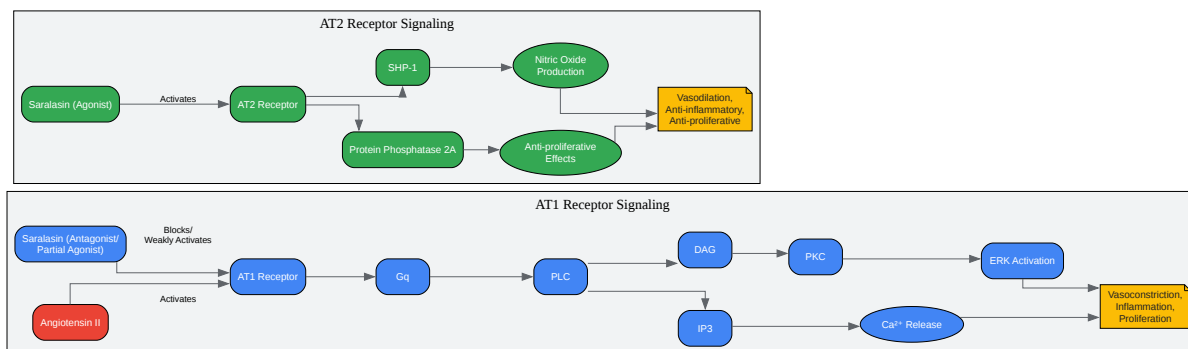 AT2 Receptor Signaling
SHP-1
Nitric Oxide
Production
Saralasin (Agonist)
Activates
AT2 Receptor
Vasodilation,
Anti-inflammatory,
Anti-proliferative
Protein Phosphatase 2A
Anti-proliferative
Effects
AT1 Receptor Signaling
Saralasin (Antagonist/
Partial Agonist)
Blocks/
Weakly Activates
AT1 Receptor
Gq
PLC
DAG
PKC
ERK Activation
Activates
Angiotensin II
IP3
Ca²⁺ Release
Vasoconstriction,
Inflammation,
Proliferation